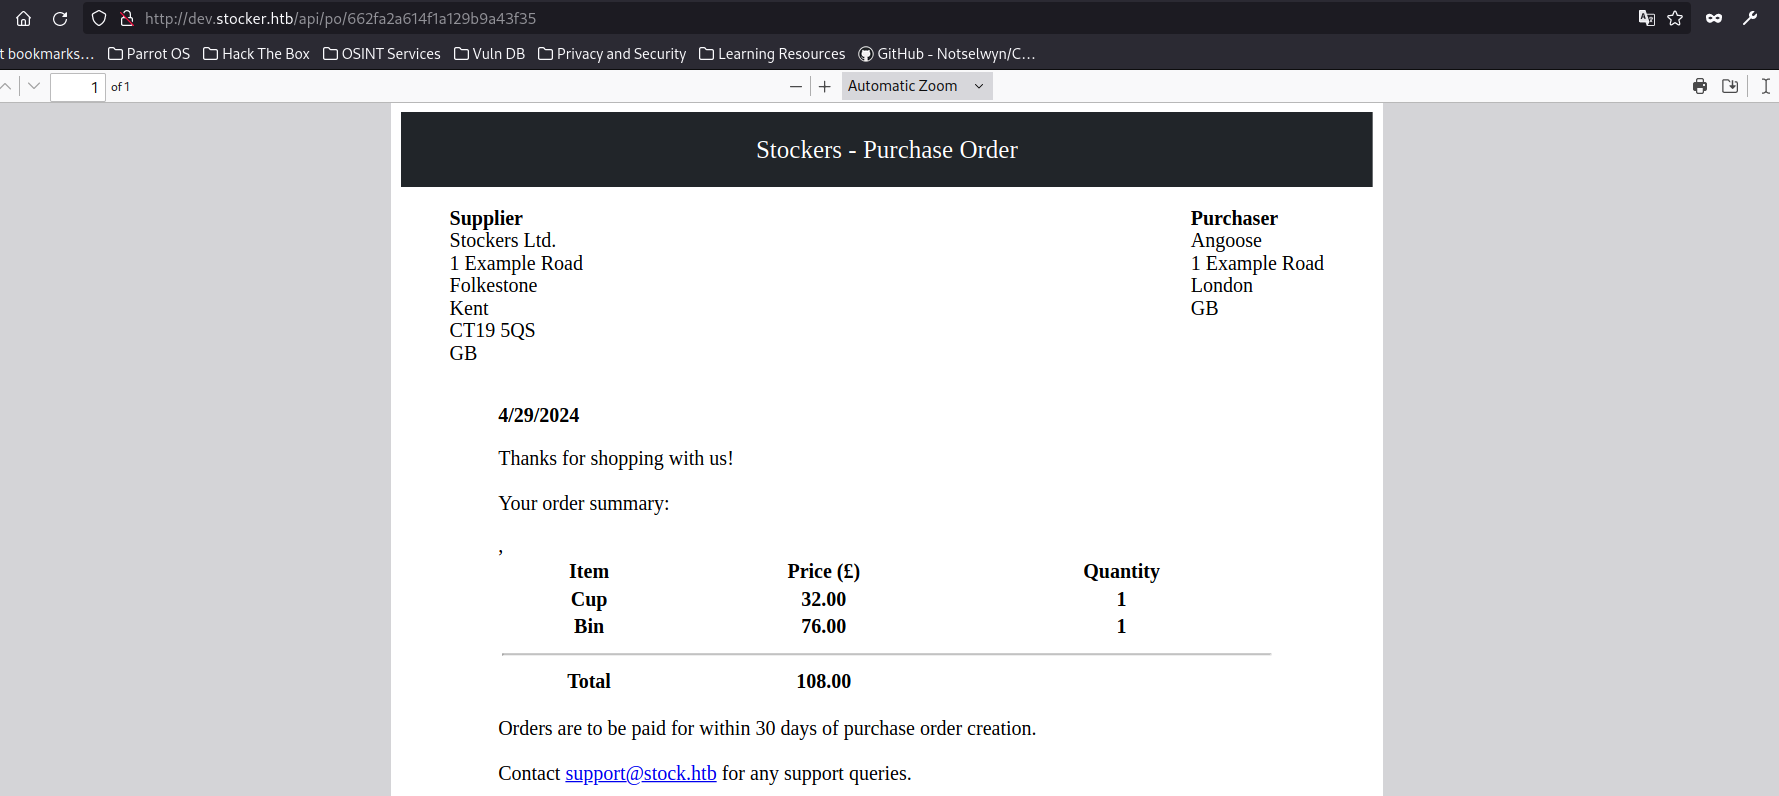 http://dev.stocker.htb/api/po/662fa2a614f1a129b9a43f35
t bookmarks… Parrot OS Hack The Box OSINT Services Vuln DB Privacy and Security Learning Resources GitHub - Notselwyn/C…
1 of 1 Automatic Zoom
Stockers - Purchase Order
Supplier
Stockers Ltd.
1 Example Road
Folkestone
Kent
CT19 5QS
GB
Purchaser
Angoose
1 Example Road
London
GB
4/29/2024
Thanks for shopping with us!
Your order summary:
,
Item Price (£) Quantity
Cup 32.00 1
Bin 76.00 1
Total 108.00
Orders are to be paid for within 30 days of purchase order creation.
Contact support@stock.htb for any support queries.